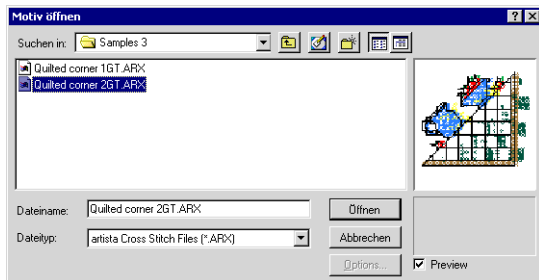 Motiv öffnen
Suchen in: Samples 3
Quilted corner 1GT.ARX
Quilted corner 2GT.ARX
Dateiname: Quilted corner 2GT.ARX Öffnen
Dateityp: artista Cross Stitch Files (*.ARX) Abbrechen
Options... Preview